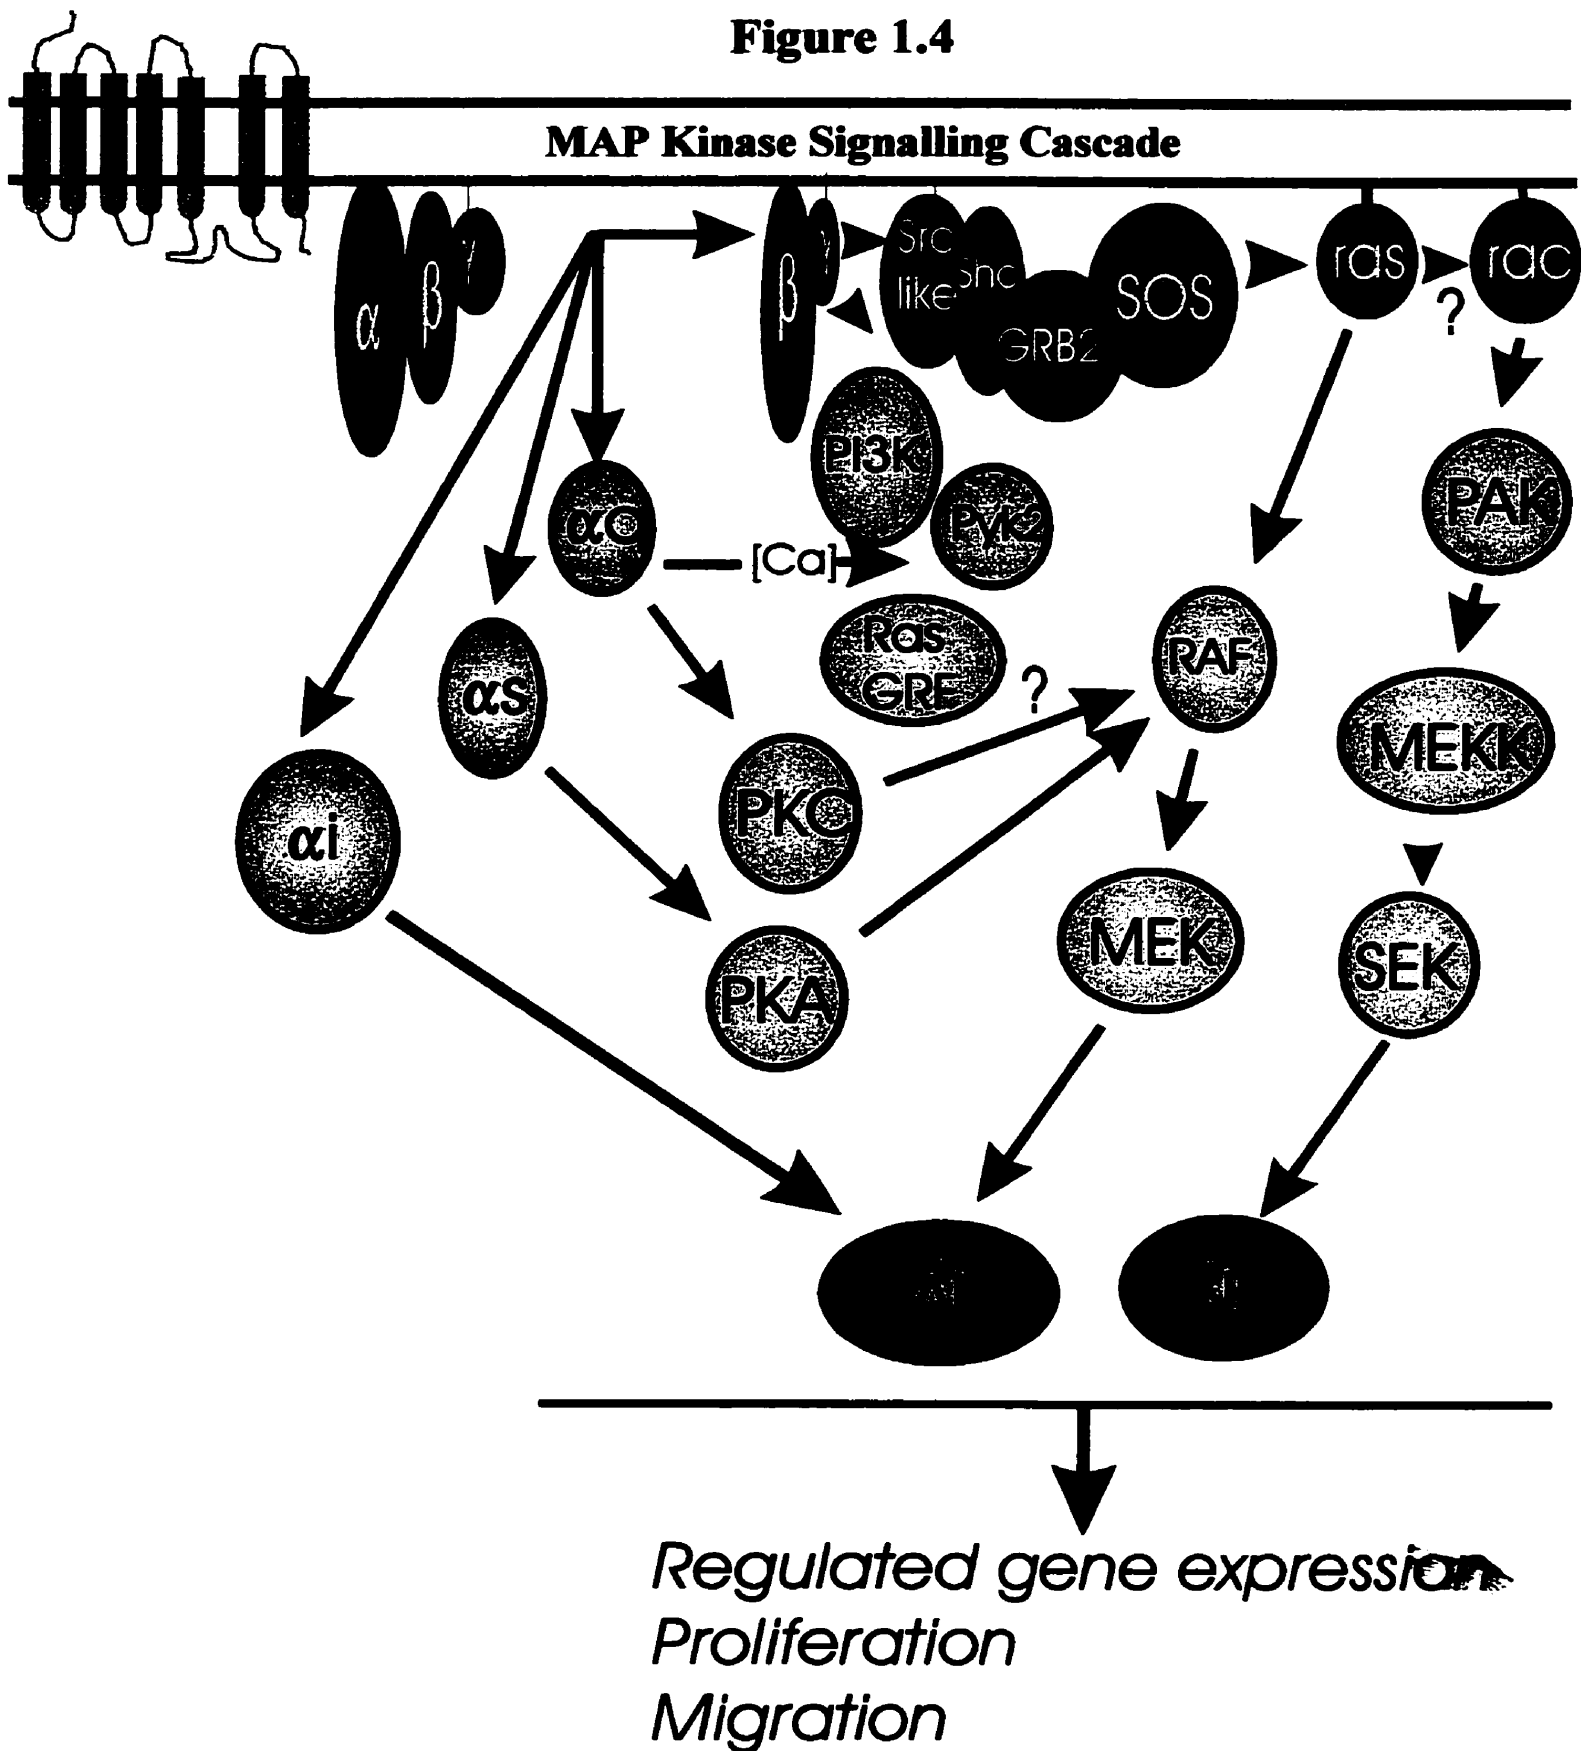 Figure 1.4
MAP Kinase Signalling Cascade
α
β
γ
β
γ
Src
like
Shc
GRB2
SOS
ras
?
rac
PI3K
Pyk2
PAK
[Ca]
Ras
GRF
?
RAF
αs
MEKK
αi
PKC
MEK
SEK
PKA
Regulated gene expression
Proliferation
Migration